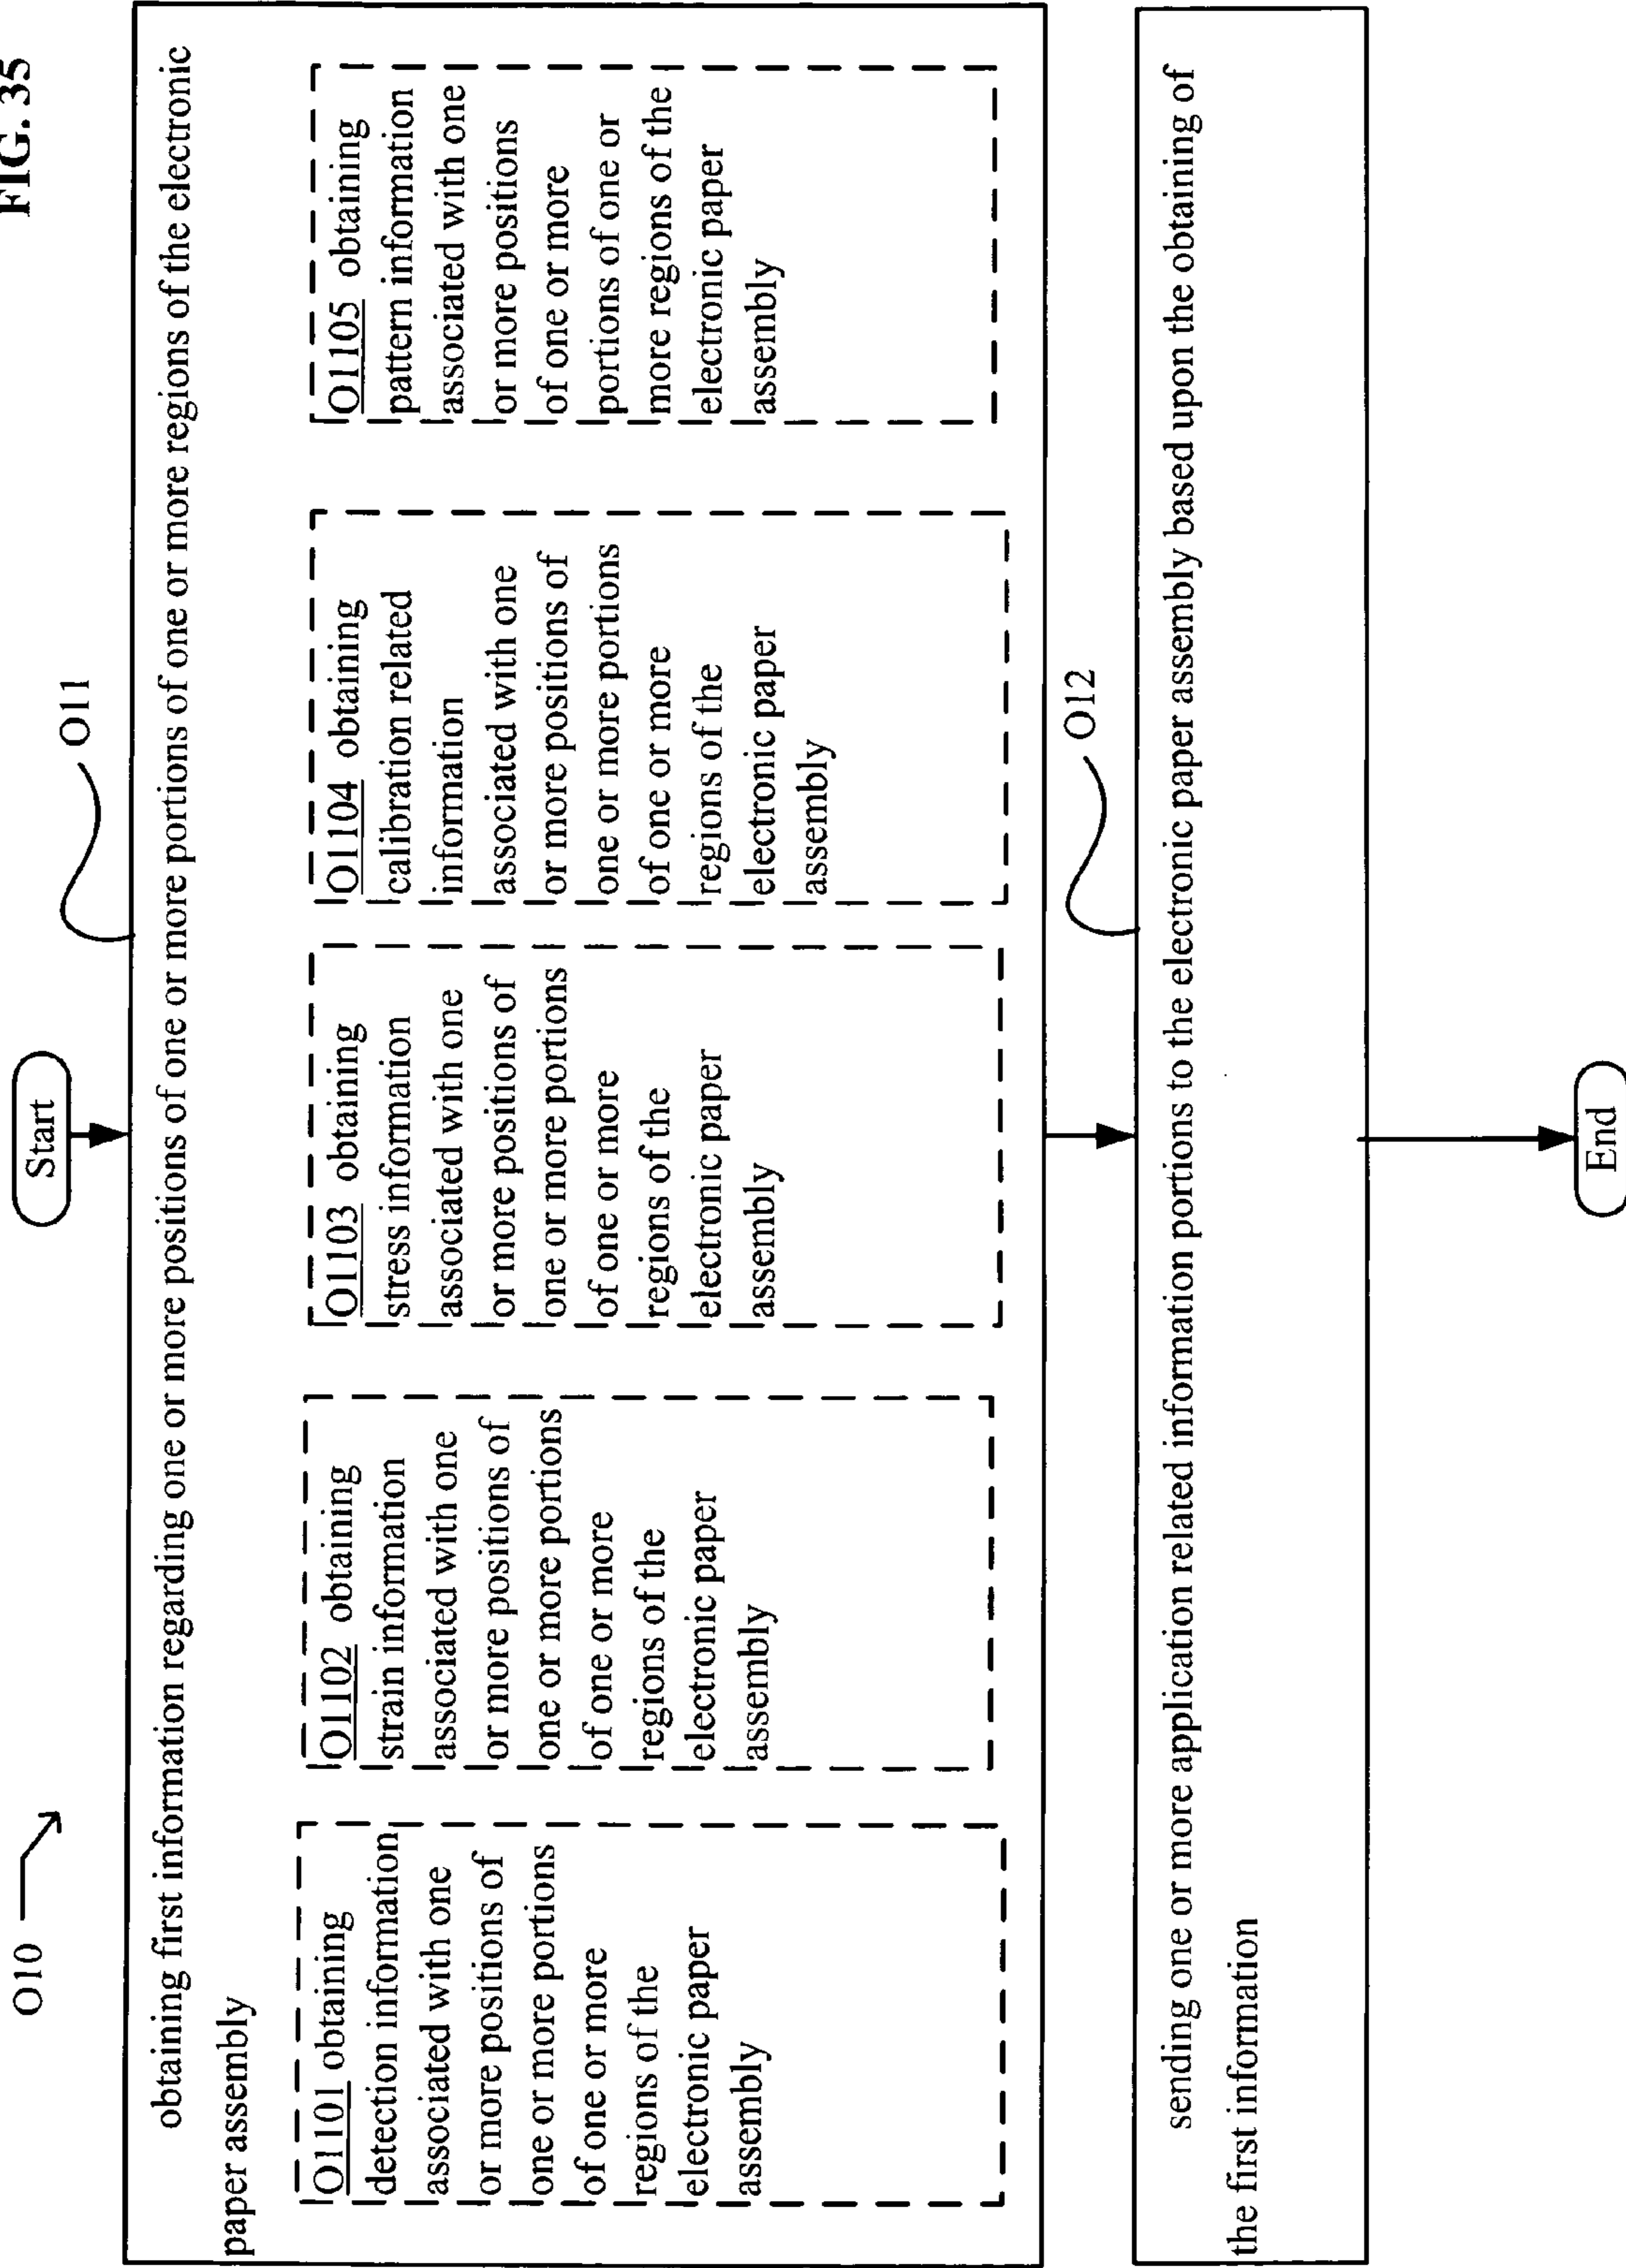 FIG. 35
O10
Start
O11
obtaining first information regarding one or more positions of one or more portions of one or more regions of the electronic
paper assembly
O1101 obtaining
detection information
associated with one
or more positions of
one or more portions
of one or more
regions of the
electronic paper
assembly
O1102 obtaining
strain information
associated with one
or more positions of
one or more portions
of one or more
regions of the
electronic paper
assembly
O1103 obtaining
stress information
associated with one
or more positions of
one or more portions
of one or more
regions of the
electronic paper
assembly
O1104 obtaining
calibration related
information
associated with one
or more positions of
one or more portions
of one or more
regions of the
electronic paper
assembly
O1105 obtaining
pattern information
associated with one
or more positions
of one or more
portions of one or
more regions of the
electronic paper
assembly
O12
sending one or more application related information portions to the electronic paper assembly based upon the obtaining of
the first information
End